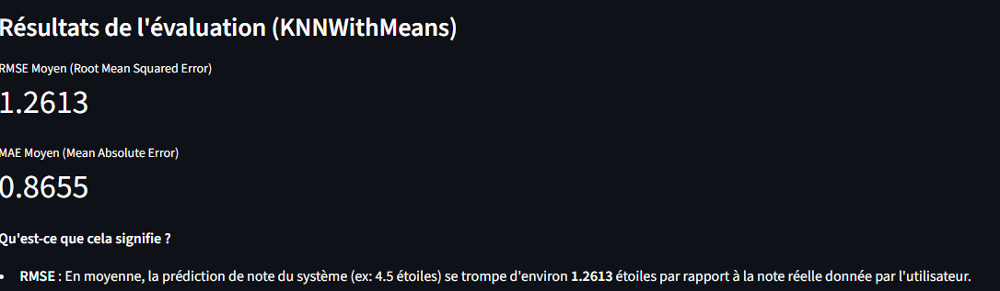 Résultats de l'évaluation (KNNWithMeans)
RMSE Moyen (Root Mean Squared Error)
1.2613
MAE Moyen (Mean Absolute Error)
0.8655
Qu'est-ce que cela signifie ?
• RMSE : En moyenne, la prédiction de note du système (ex: 4.5 étoiles) se trompe d'environ 1.2613 étoiles par rapport à la note réelle donnée par l'utilisateur.